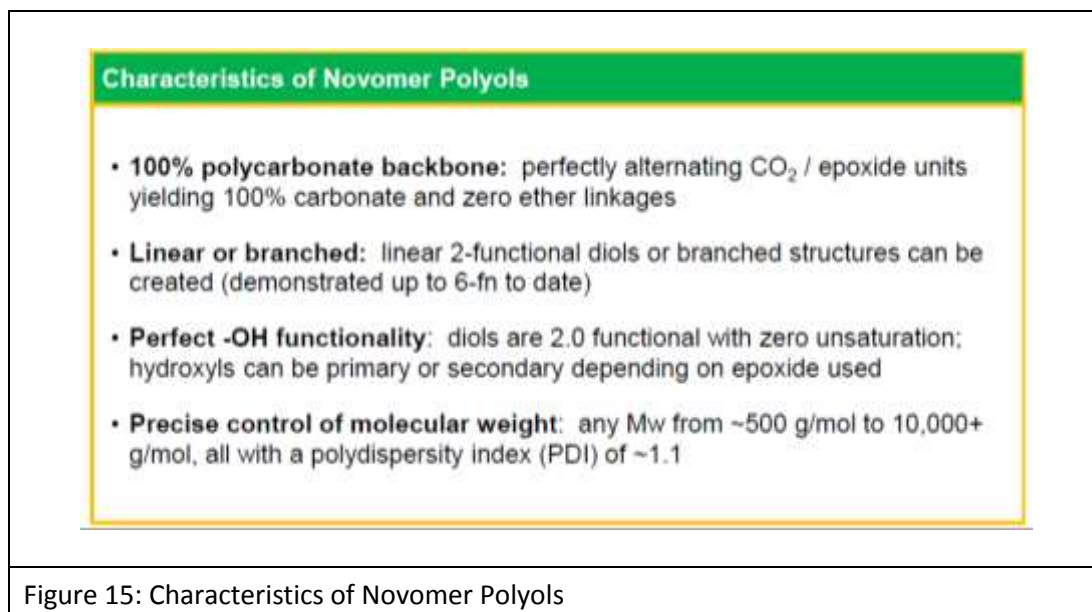 Characteristics of Novomer Polyols
• 100% polycarbonate backbone: perfectly alternating CO₂ / epoxide units
yielding 100% carbonate and zero ether linkages
• Linear or branched: linear 2-functional diols or branched structures can be
created (demonstrated up to 6-fn to date)
• Perfect -OH functionality: diols are 2.0 functional with zero unsaturation;
hydroxyls can be primary or secondary depending on epoxide used
• Precise control of molecular weight: any Mw from ~500 g/mol to 10,000+
g/mol, all with a polydispersity index (PDI) of ~1.1
Figure 15: Characteristics of Novomer Polyols